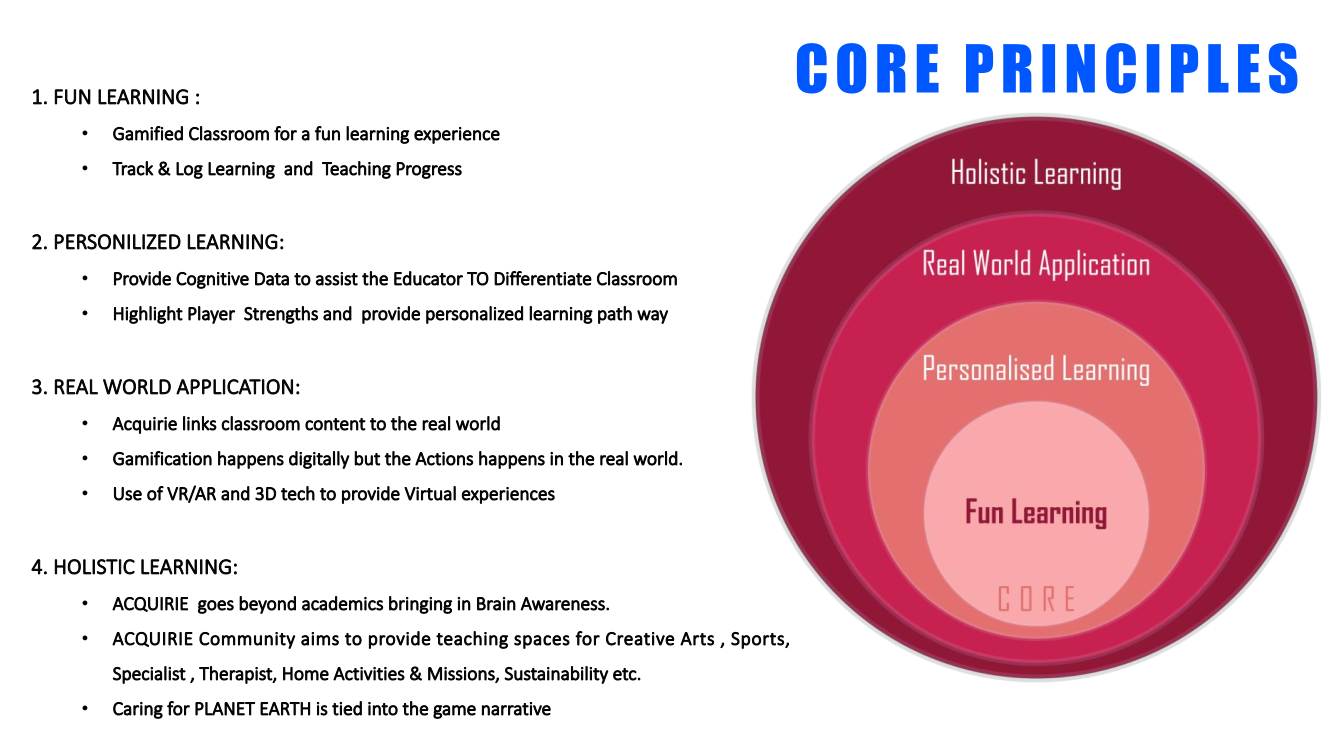 CORE PRINCIPLES
1. FUN LEARNING :
• Gamified Classroom for a fun learning experience
• Track & Log Learning and Teaching Progress
2. PERSONILIZED LEARNING:
• Provide Cognitive Data to assist the Educator TO Differentiate Classroom
• Highlight Player Strengths and provide personalized learning path way
3. REAL WORLD APPLICATION:
• Acquirie links classroom content to the real world
• Gamification happens digitally but the Actions happens in the real world.
• Use of VR/AR and 3D tech to provide Virtual experiences
4. HOLISTIC LEARNING:
• ACQUIRIE goes beyond academics bringing in Brain Awareness.
• ACQUIRIE Community aims to provide teaching spaces for Creative Arts , Sports,
Specialist , Therapist, Home Activities & Missions, Sustainability etc.
• Caring for PLANET EARTH is tied into the game narrative
Holistic Learning
Real World Application
Personalised Learning
Fun Learning
CORE